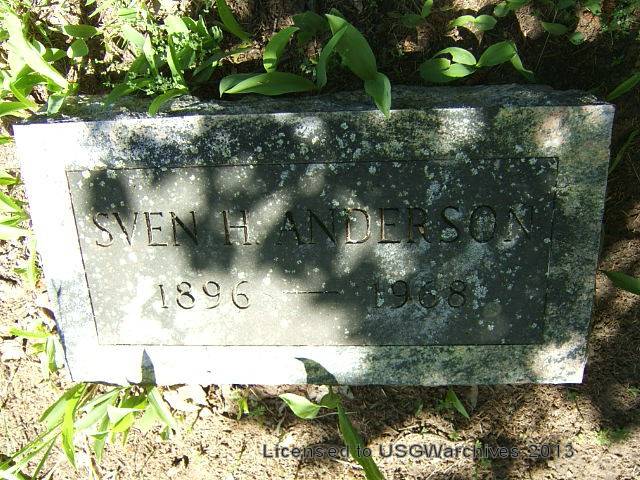 SVEN H. ANDERSON
1896 — 1968
Licensed to USGWarchives 2013